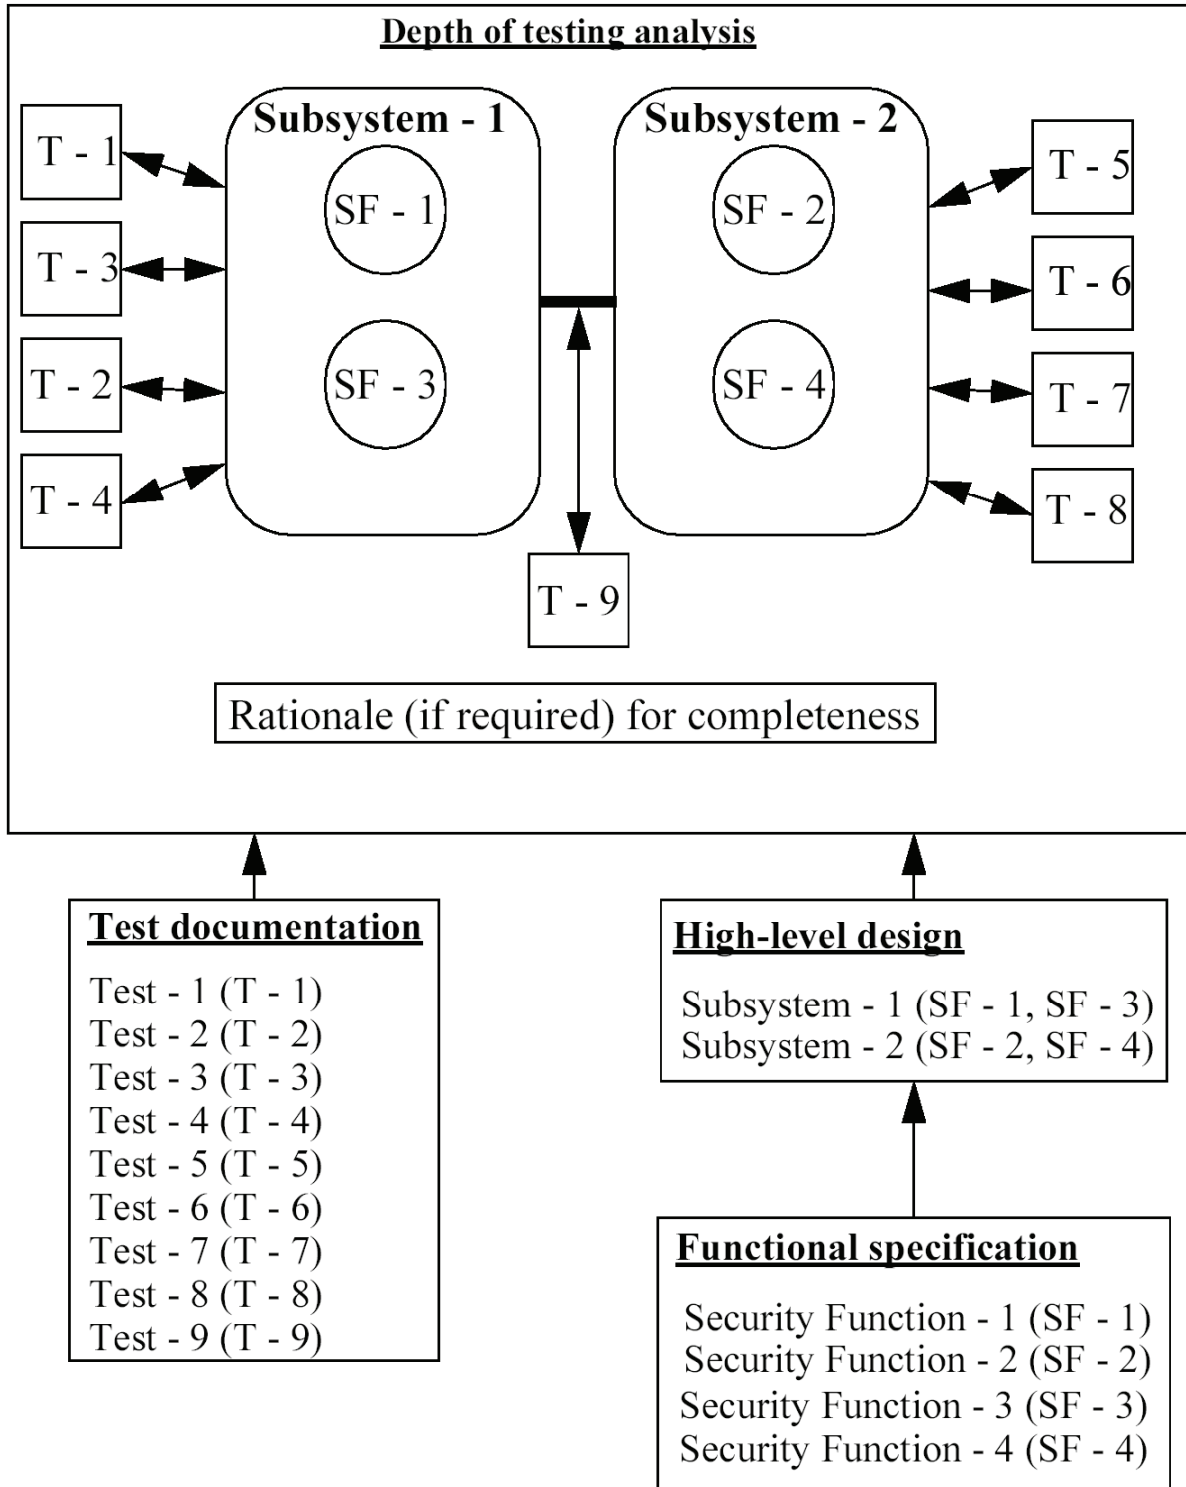 Depth of testing analysis
Subsystem - 1
Subsystem - 2
T - 1
SF - 1
SF - 2
T - 5
T - 3
T - 6
T - 2
SF - 3
SF - 4
T - 7
T - 4
T - 8
T - 9
Rationale (if required) for completeness
Test documentation
Test - 1 (T - 1)
Test - 2 (T - 2)
Test - 3 (T - 3)
Test - 4 (T - 4)
Test - 5 (T - 5)
Test - 6 (T - 6)
Test - 7 (T - 7)
Test - 8 (T - 8)
Test - 9 (T - 9)
High-level design
Subsystem - 1 (SF - 1, SF - 3)
Subsystem - 2 (SF - 2, SF - 4)
Functional specification
Security Function - 1 (SF - 1)
Security Function - 2 (SF - 2)
Security Function - 3 (SF - 3)
Security Function - 4 (SF - 4)